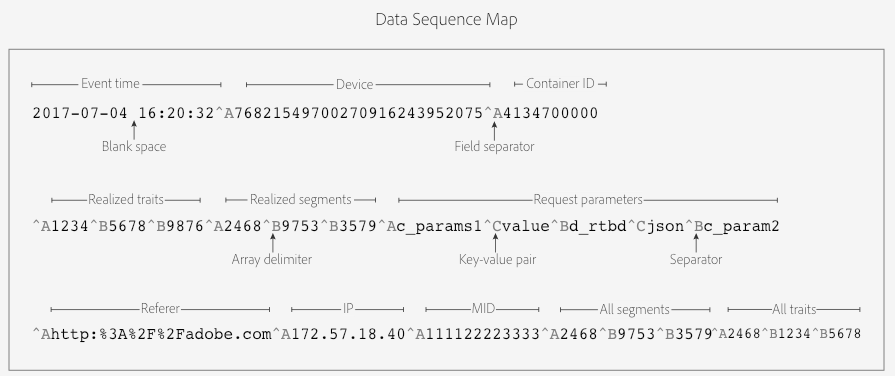 Data Sequence Map
Event time Device Container ID
2017-07-04 16:20:32^A76821549700270916243952075^A4134700000
Blank space Field separator
Realized traits Realized segments Request parameters
^A1234^B5678^B9876^A2468^B9753^B3579^Ac_params1^Cvalue^Bd_rtbd^Cjson^Bc_param2
Array delimiter Key-value pair Separator
Referer IP MID All segments All traits
^Ahttp:%3A%2F%2Fadobe.com^A172.57.18.40^A111122223333^A2468^B9753^B3579^A2468^B1234^B5678